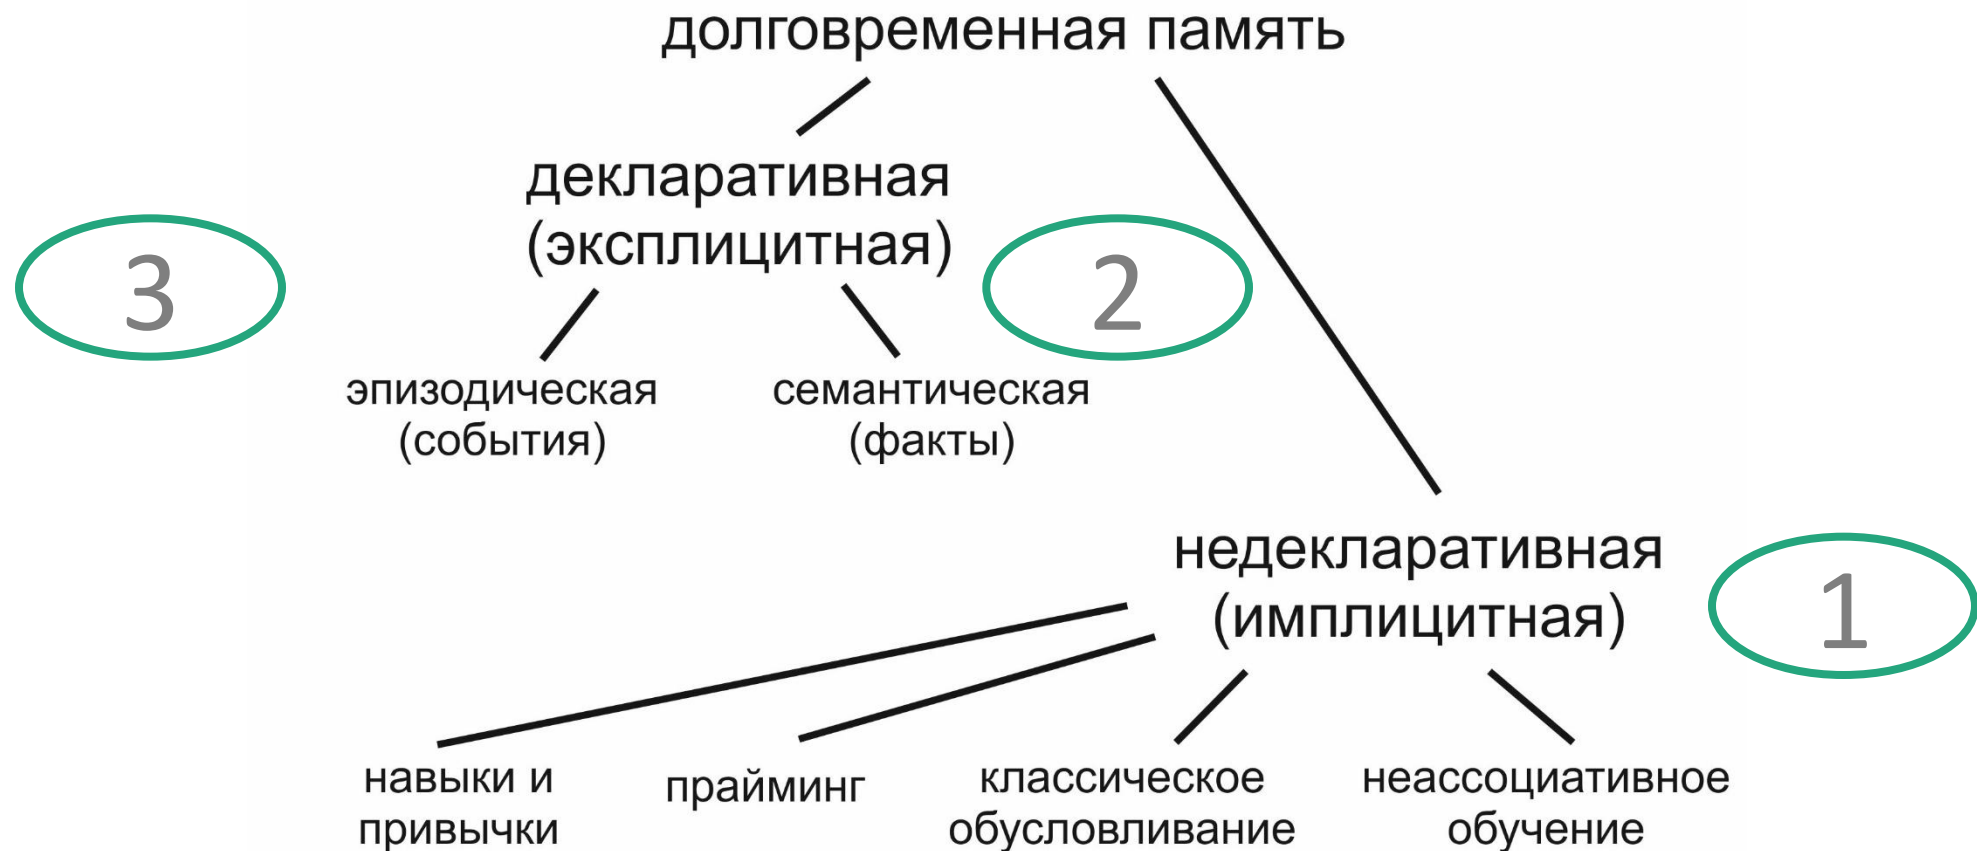 долговременная память
декларативная
(эксплицитная)
3
2
эпизодическая
(события)
семантическая
(факты)
недекларативная
(имплицитная)
1
навыки и
привычки
прайминг
классическое
обусловливание
неассоциативное
обучение